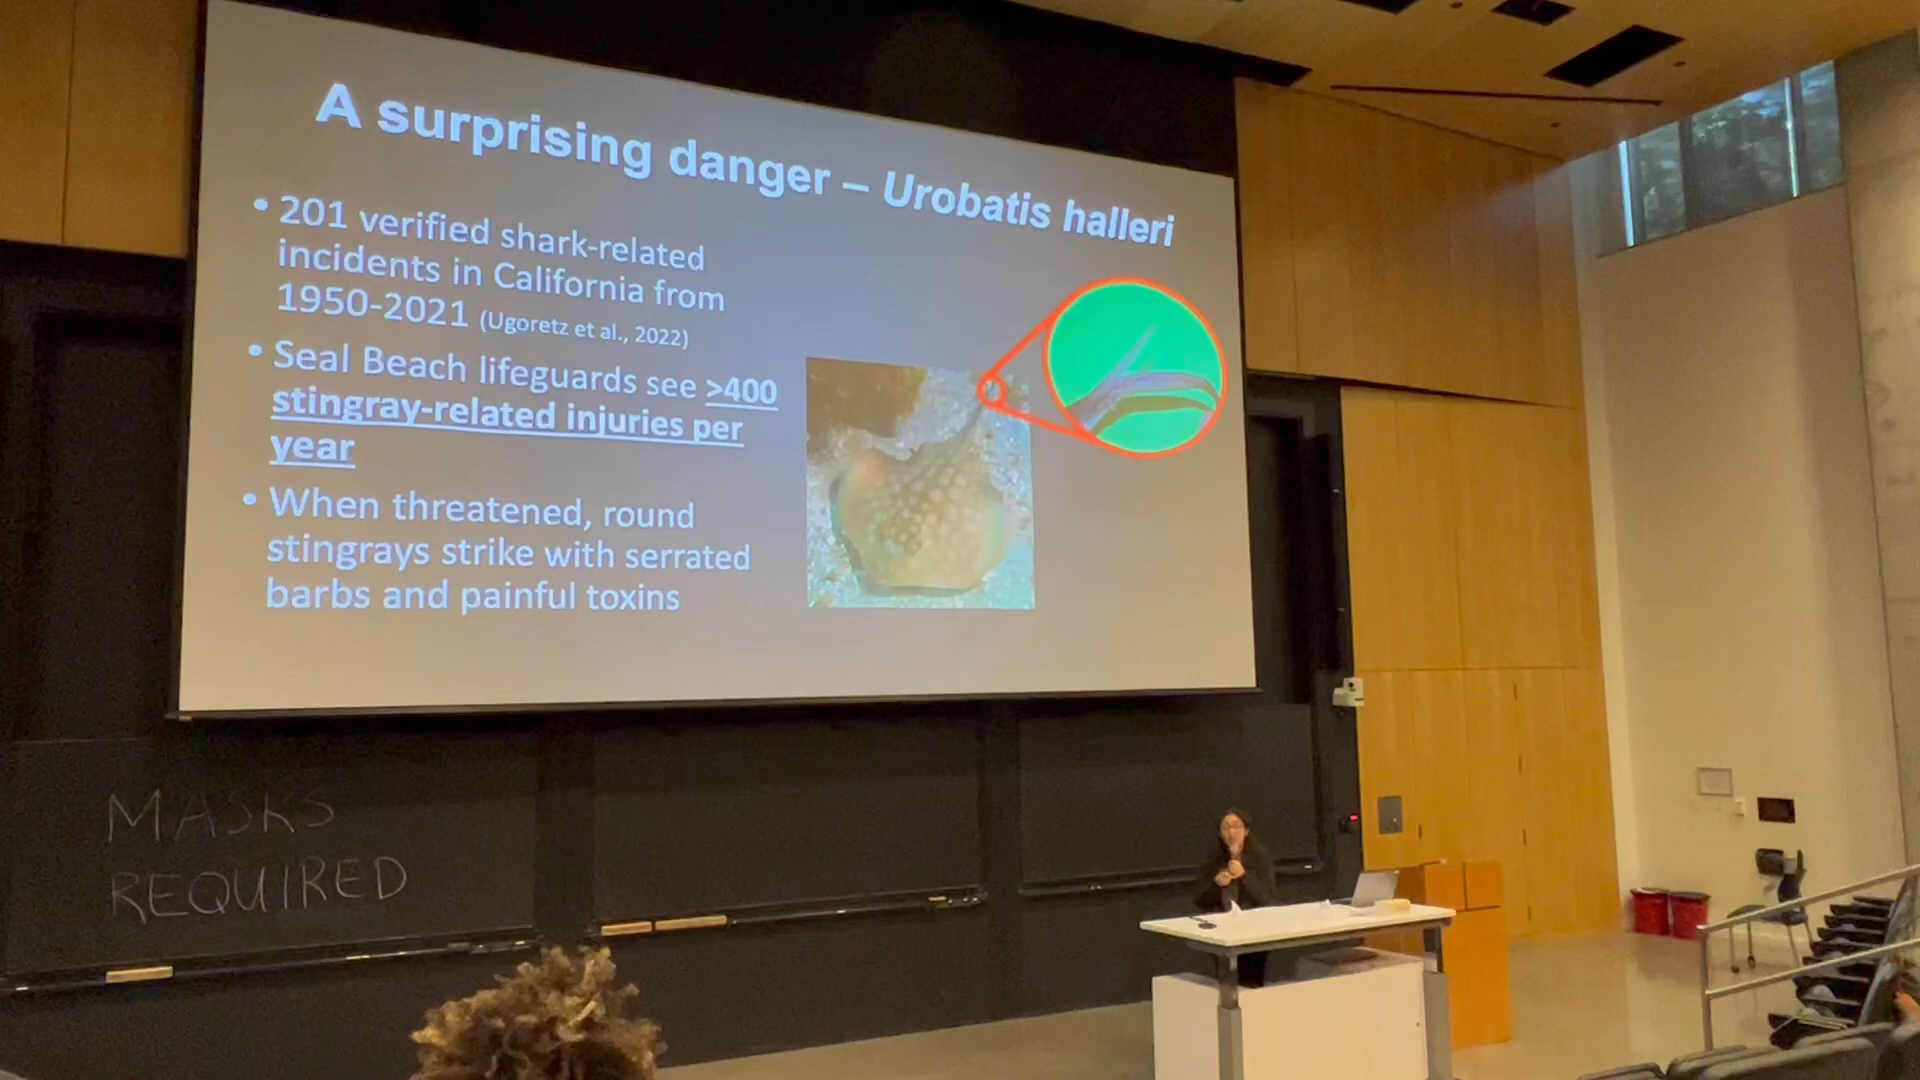 A surprising danger – Urobatis halleri
• 201 verified shark-related
incidents in California from
1950-2021 (Ugoretz et al., 2022)
• Seal Beach lifeguards see >400
stingray-related injuries per
year
• When threatened, round
stingrays strike with serrated
barbs and painful toxins
MASKS
REQUIRED